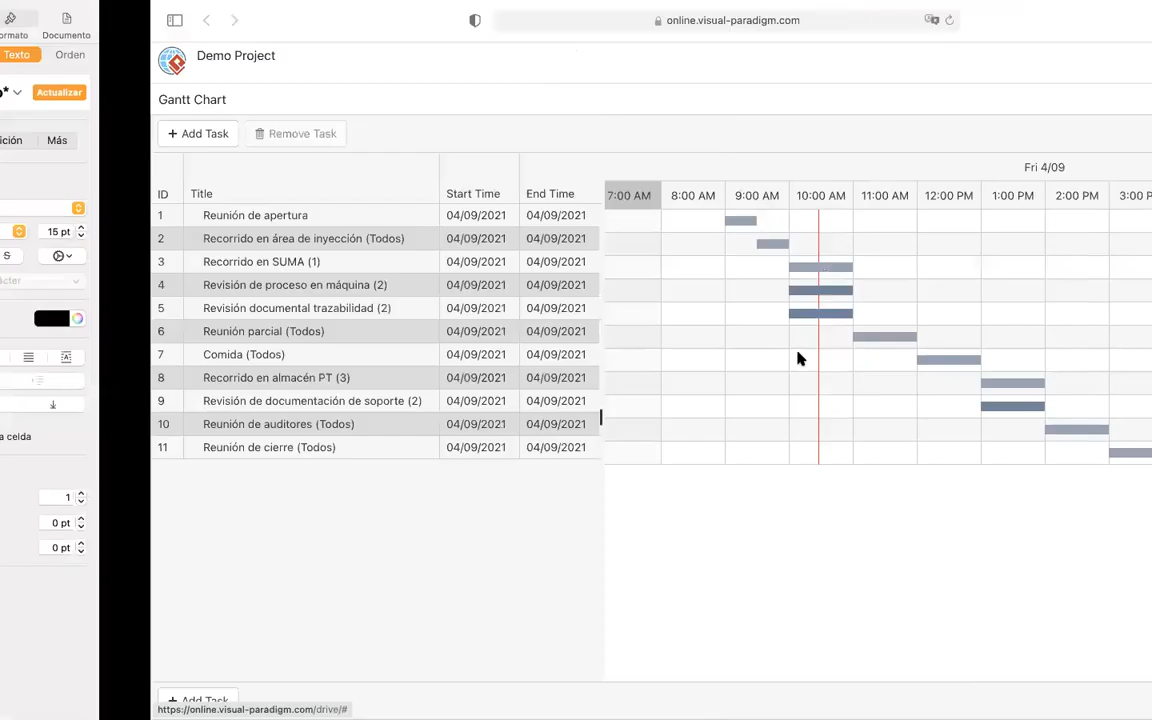 ormato
Documento
Texto
Orden
o*
Actualizar
ición
Más
15 pt
S
ácter
a celda
1
0 pt
0 pt
online.visual-paradigm.com
Demo Project
Gantt Chart
+ Add Task
Remove Task
Fri 4/09
ID Title Start Time End Time 7:00 AM 8:00 AM 9:00 AM 10:00 AM 11:00 AM 12:00 PM 1:00 PM 2:00 PM 3:00 P
1 Reunión de apertura 04/09/2021 04/09/2021
2 Recorrido en área de inyección (Todos) 04/09/2021 04/09/2021
3 Recorrido en SUMA (1) 04/09/2021 04/09/2021
4 Revisión de proceso en máquina (2) 04/09/2021 04/09/2021
5 Revisión documental trazabilidad (2) 04/09/2021 04/09/2021
6 Reunión parcial (Todos) 04/09/2021 04/09/2021
7 Comida (Todos) 04/09/2021 04/09/2021
8 Recorrido en almacén PT (3) 04/09/2021 04/09/2021
9 Revisión de documentación de soporte (2) 04/09/2021 04/09/2021
10 Reunión de auditores (Todos) 04/09/2021 04/09/2021
11 Reunión de cierre (Todos) 04/09/2021 04/09/2021
+ Add Task
https://online.visual-paradigm.com/drive/#